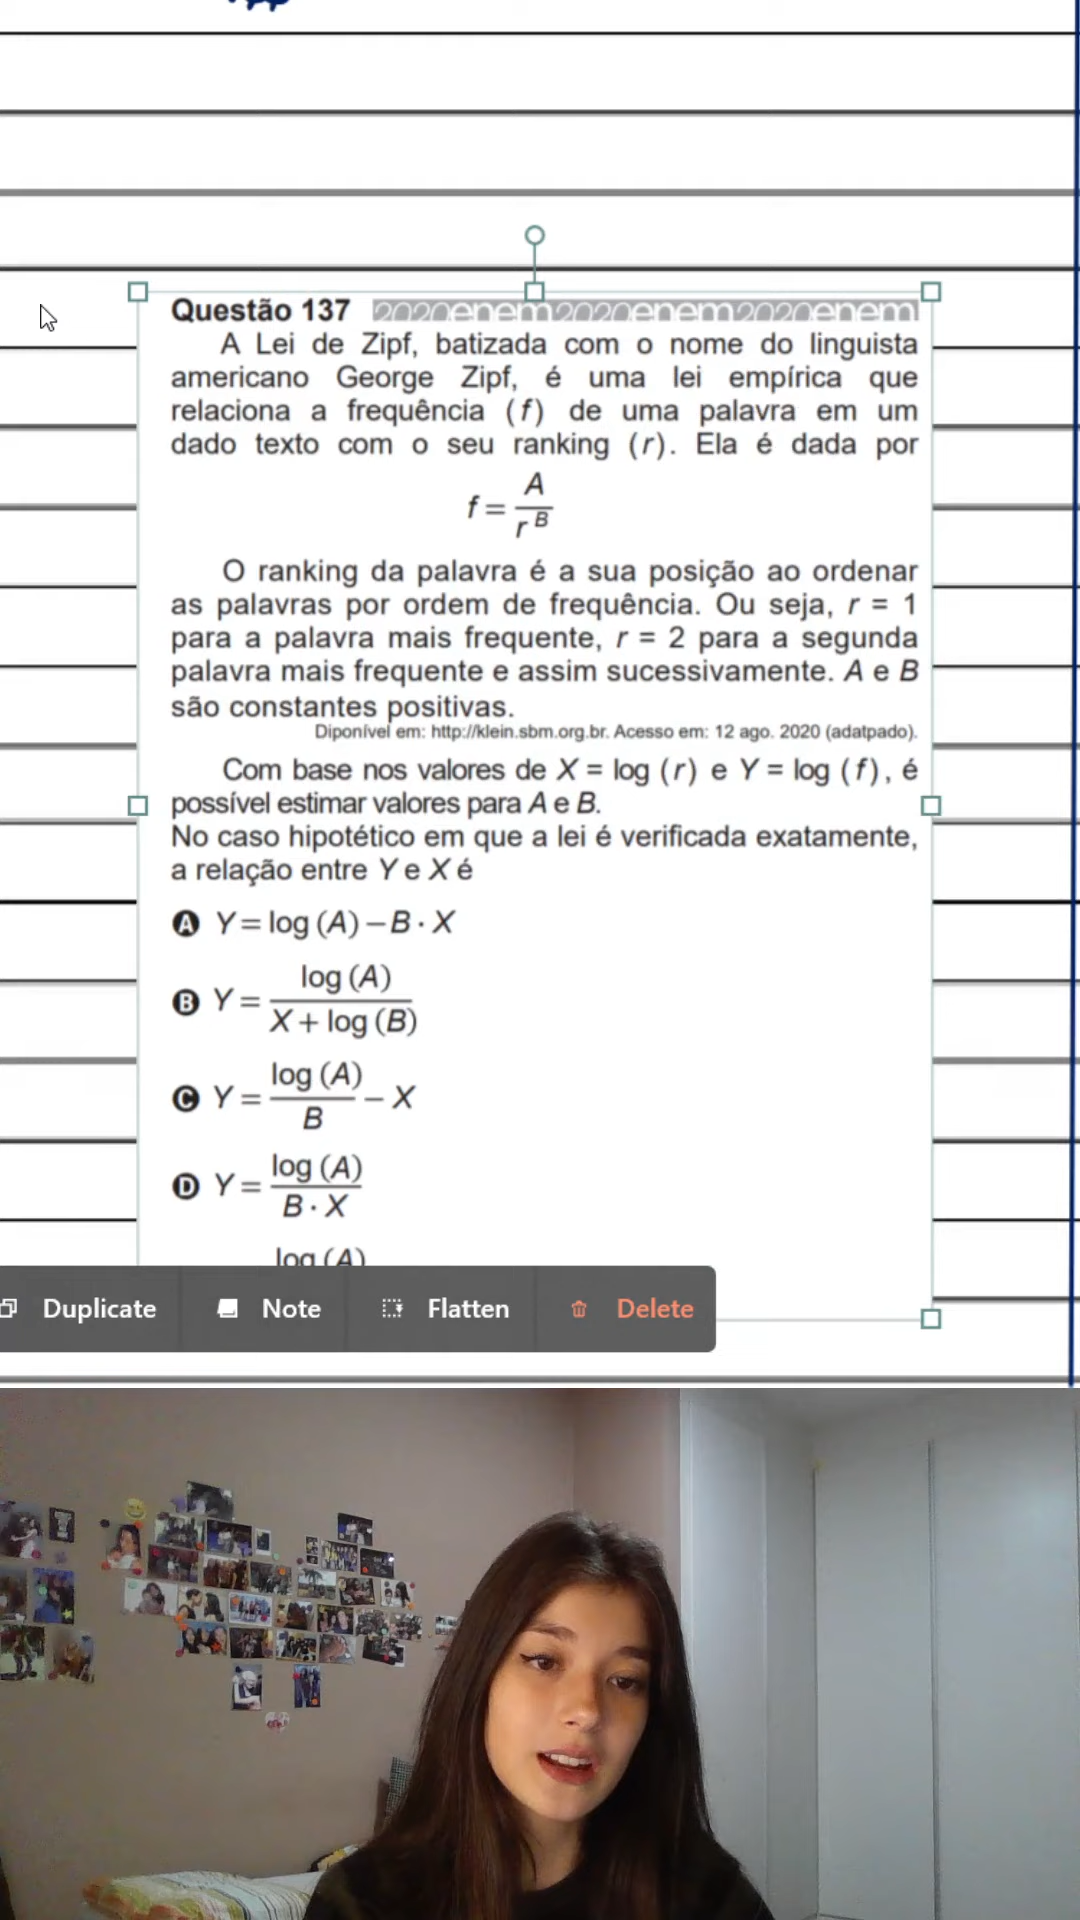 Questão 137 2020enem2020enem2020enem
A Lei de Zipf, batizada com o nome do linguista
americano George Zipf, é uma lei empírica que
relaciona a frequência (f) de uma palavra em um
dado texto com o seu ranking (r). Ela é dada por
f = A / r^B
O ranking da palavra é a sua posição ao ordenar
as palavras por ordem de frequência. Ou seja, r = 1
para a palavra mais frequente, r = 2 para a segunda
palavra mais frequente e assim sucessivamente. A e B
são constantes positivas.
Diponível em: http://klein.sbm.org.br. Acesso em: 12 ago. 2020 (adatpado).
Com base nos valores de X = log (r) e Y = log (f), é
possível estimar valores para A e B.
No caso hipotético em que a lei é verificada exatamente,
a relação entre Y e X é
A Y = log (A) – B · X
B Y = log (A) / X + log (B)
C Y = log (A) / B – X
D Y = log (A) / B · X
log (A)
Duplicate Note Flatten Delete